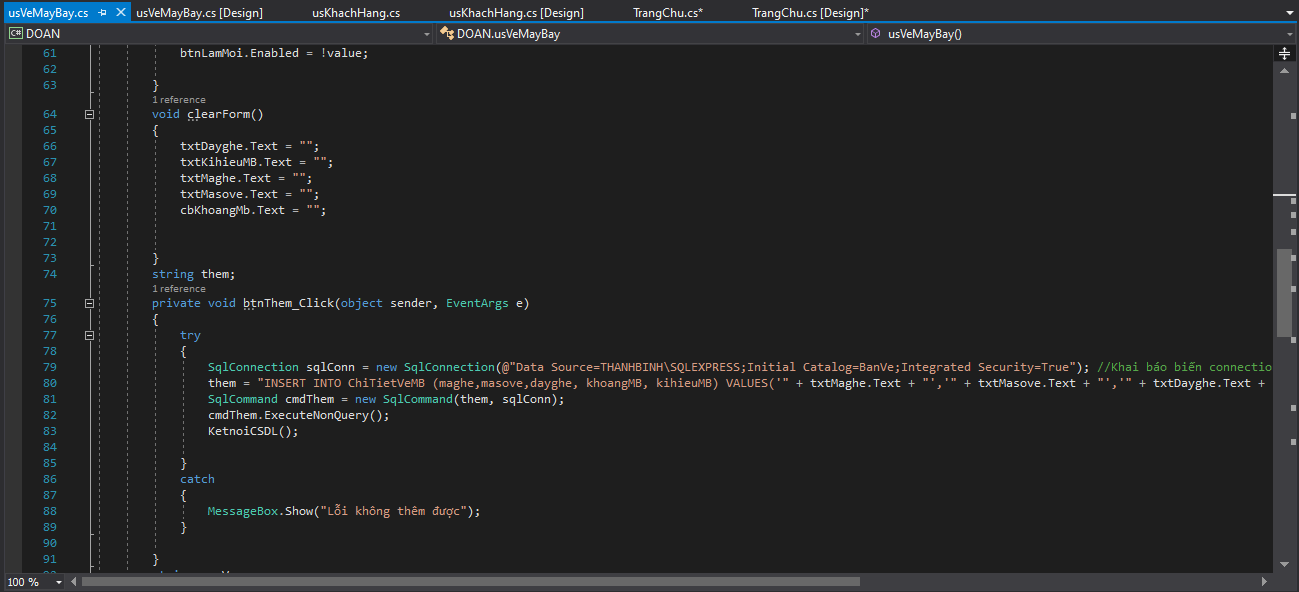 usVeMayBay.cs usVeMayBay.cs [Design] usKhachHang.cs usKhachHang.cs [Design] TrangChu.cs* TrangChu.cs [Design]*
C# DOAN DOAN.usVeMayBay usVeMayBay()
61 btnLamMoi.Enabled = !value;
62
63 }
1 reference
64 void clearForm()
65 {
66 txtDayghe.Text = "";
67 txtKihieuMB.Text = "";
68 txtMaghe.Text = "";
69 txtMasove.Text = "";
70 cbKhoangMb.Text = "";
71
72
73 }
74 string them;
1 reference
75 private void btnThem_Click(object sender, EventArgs e)
76 {
77 try
78 {
79 SqlConnection sqlConn = new SqlConnection(@"Data Source=THANHBINH\SQLEXPRESS;Initial Catalog=BanVe;Integrated Security=True"); //Khai báo biến connectio
80 them = "INSERT INTO ChiTietVeMB (maghe,masove,dayghe, khoangMB, kihieuMB) VALUES('" + txtMaghe.Text + "','" + txtMasove.Text + "','" + txtDayghe.Text +
81 SqlCommand cmdThem = new SqlCommand(them, sqlConn);
82 cmdThem.ExecuteNonQuery();
83 KetnoiCSDL();
84
85 }
86 catch
87 {
88 MessageBox.Show("Lỗi không thêm được");
89 }
90
91 }
100 %